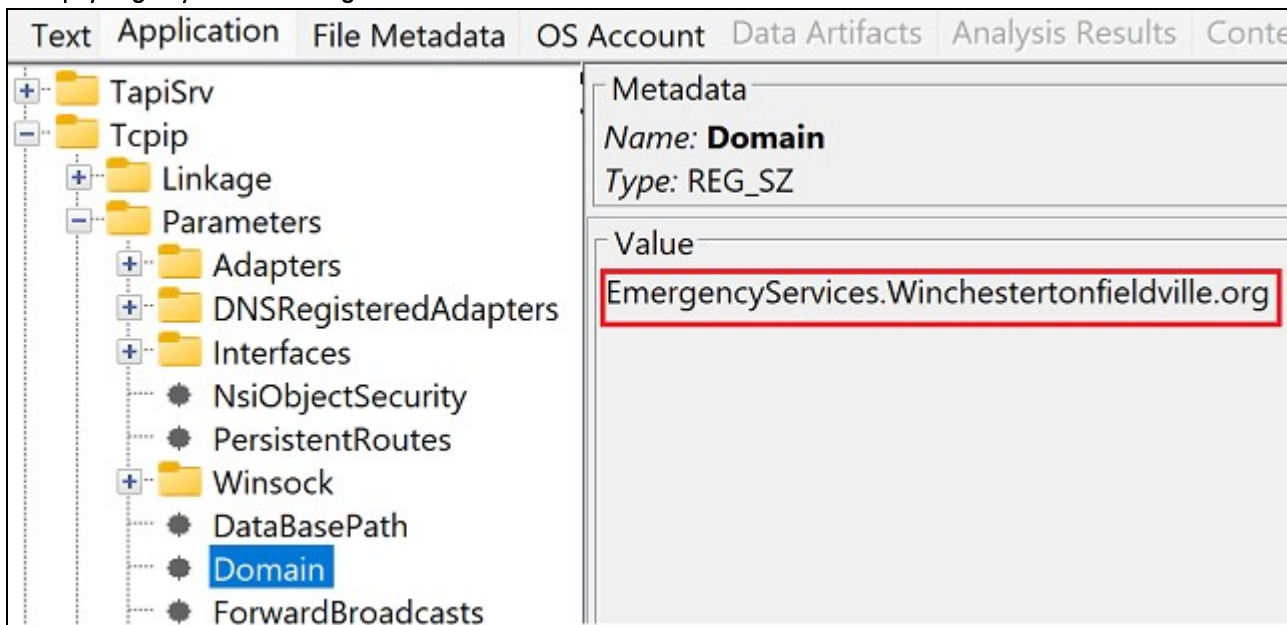 Text Application File Metadata OS Account Data Artifacts Analysis Results
TapiSrv
Tcpip
Linkage
Parameters
Adapters
DNSRegisteredAdapters
Interfaces
NsiObjectSecurity
PersistentRoutes
Winsock
DataBasePath
Domain
ForwardBroadcasts
Metadata
Name: Domain
Type: REG_SZ
Value
EmergencyServices.Winchestertonfieldville.org